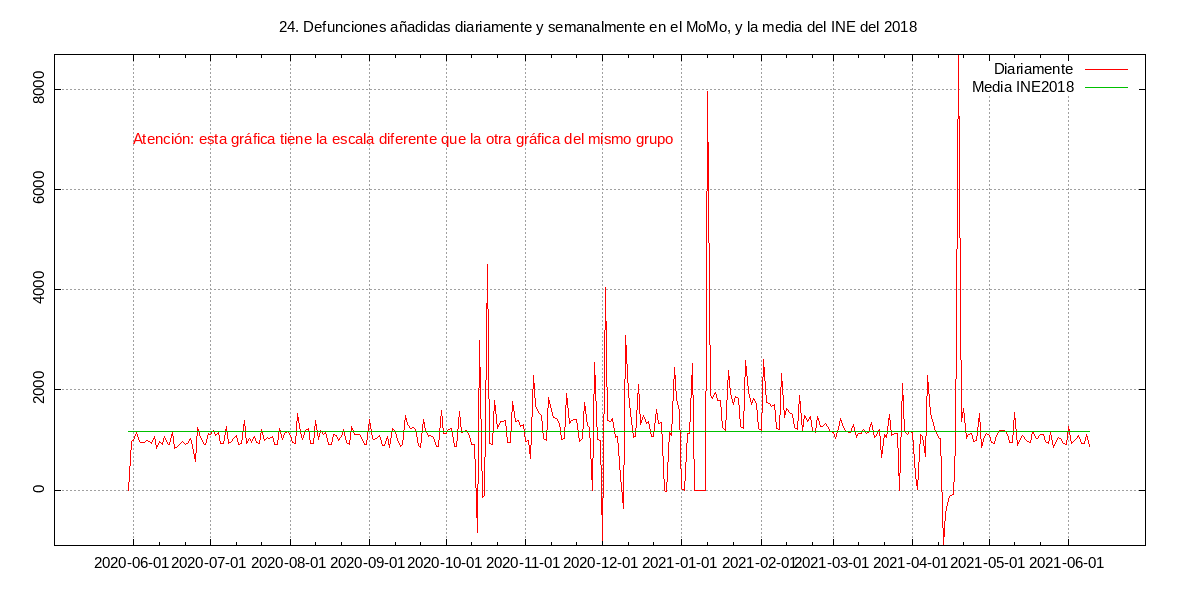 24. Defunciones añadidas diariamente y semanalmente en el MoMo, y la media del INE del 2018
Diariamente
Media INE2018
Atención: esta gráfica tiene la escala diferente que la otra gráfica del mismo grupo
8000
6000
4000
2000
0
2020-06-01 2020-07-01 2020-08-01 2020-09-01 2020-10-01 2020-11-01 2020-12-01 2021-01-01 2021-02-01 2021-03-01 2021-04-01 2021-05-01 2021-06-01